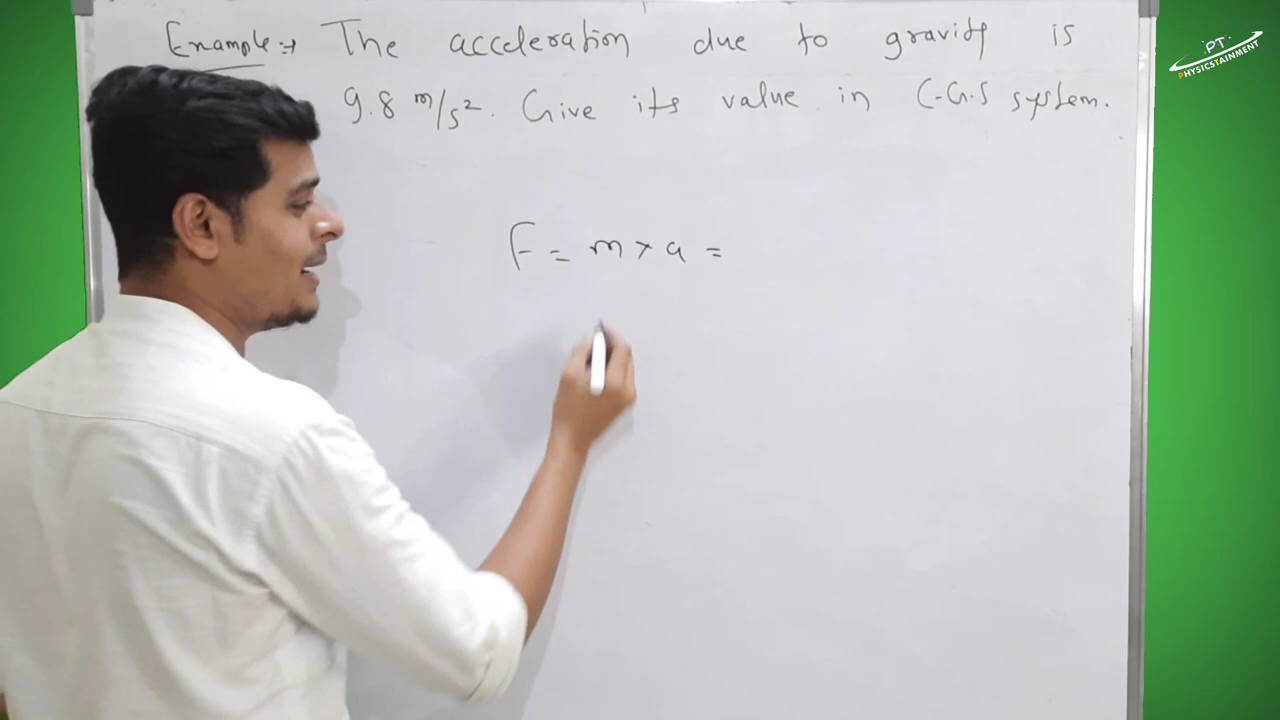 Example :→ The acceleration due to gravity is
9.8 m/s². Give its value in C.G.S system.
F = m × a =
PT
PHYSICSTAINMENT